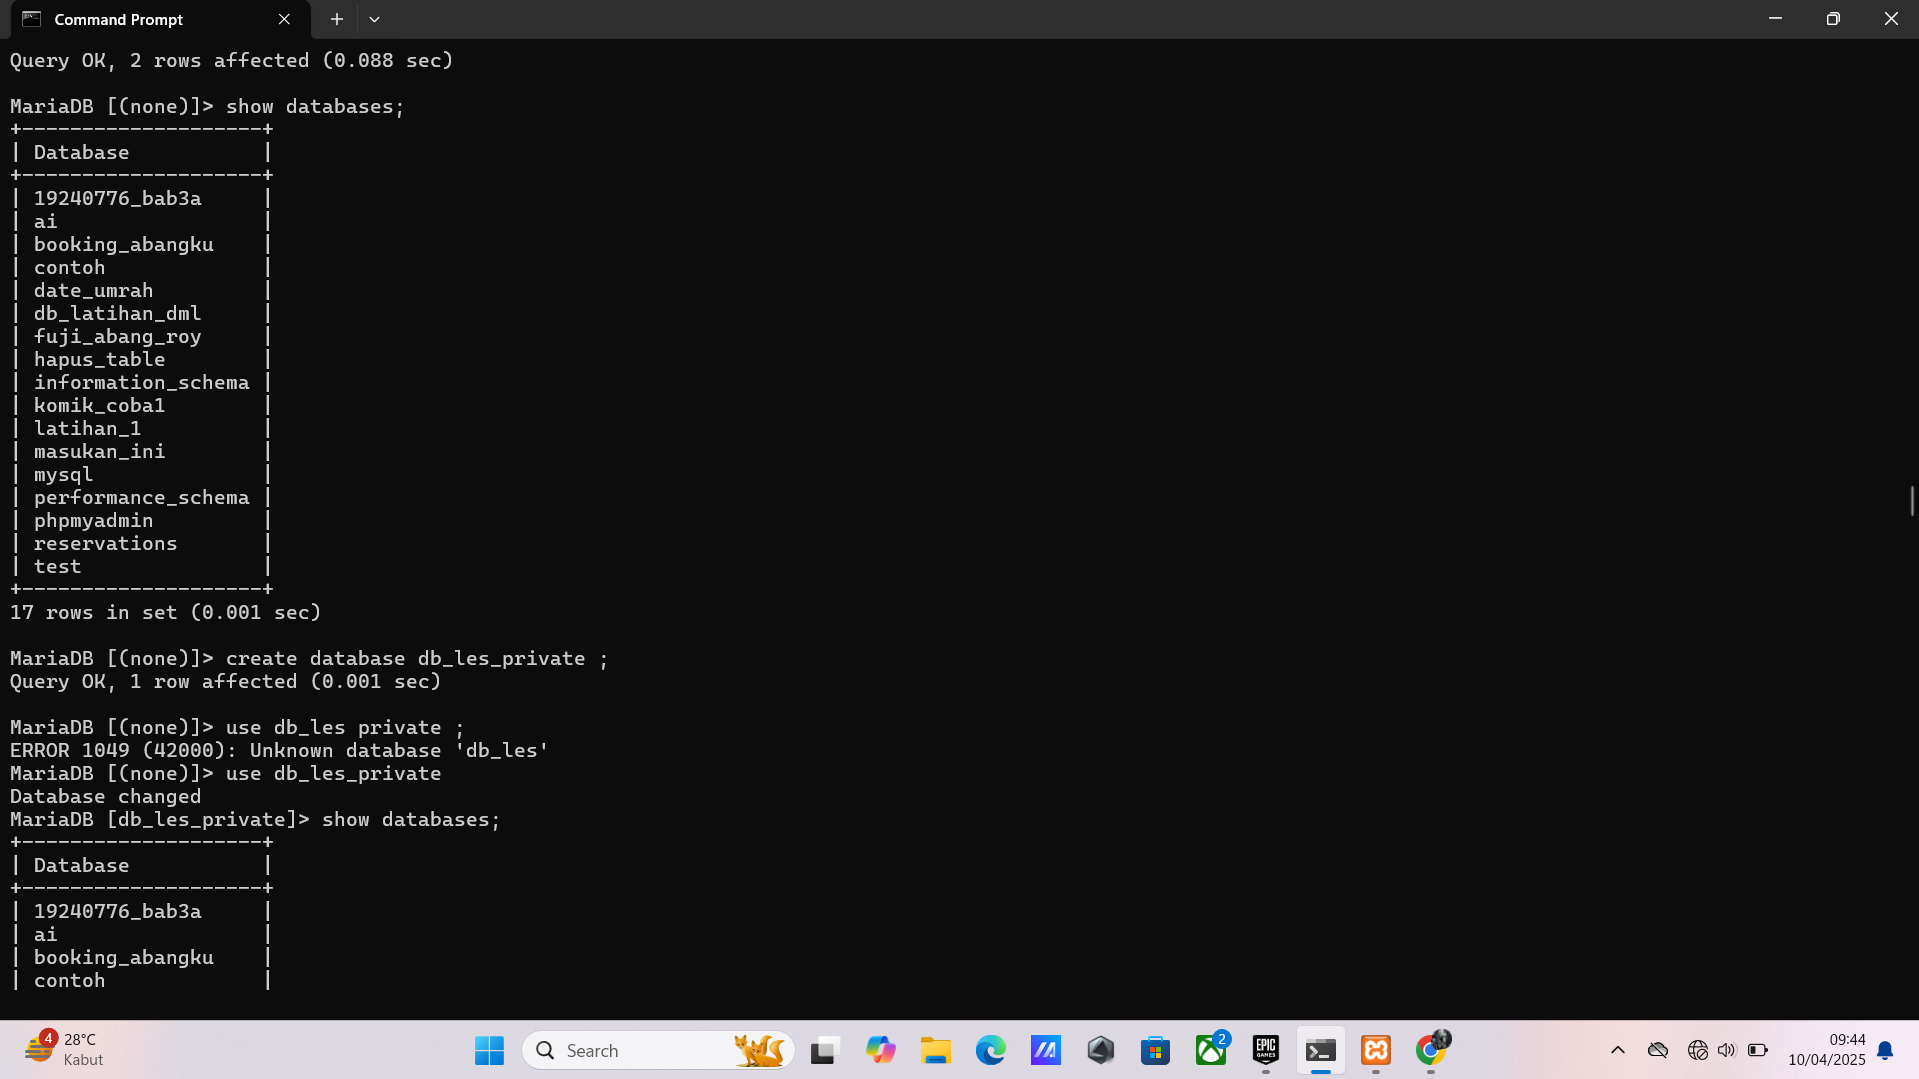 Command Prompt
Query OK, 2 rows affected (0.088 sec)
MariaDB [(none)]> show databases;
+--------------------+
| Database           |
+--------------------+
| 19240776_bab3a     |
| ai                 |
| booking_abangku    |
| contoh             |
| date_umrah         |
| db_latihan_dml     |
| fuji_abang_roy     |
| hapus_table        |
| information_schema |
| komik_coba1        |
| latihan_1          |
| masukan_ini        |
| mysql              |
| performance_schema |
| phpmyadmin         |
| reservations       |
| test               |
+--------------------+
17 rows in set (0.001 sec)
MariaDB [(none)]> create database db_les_private ;
Query OK, 1 row affected (0.001 sec)
MariaDB [(none)]> use db_les private ;
ERROR 1049 (42000): Unknown database 'db_les'
MariaDB [(none)]> use db_les_private
Database changed
MariaDB [db_les_private]> show databases;
+--------------------+
| Database           |
+--------------------+
| 19240776_bab3a     |
| ai                 |
| booking_abangku    |
| contoh             |
4
28°C
Kabut
Search
2
EPIC
GAMES
09:44
10/04/2025